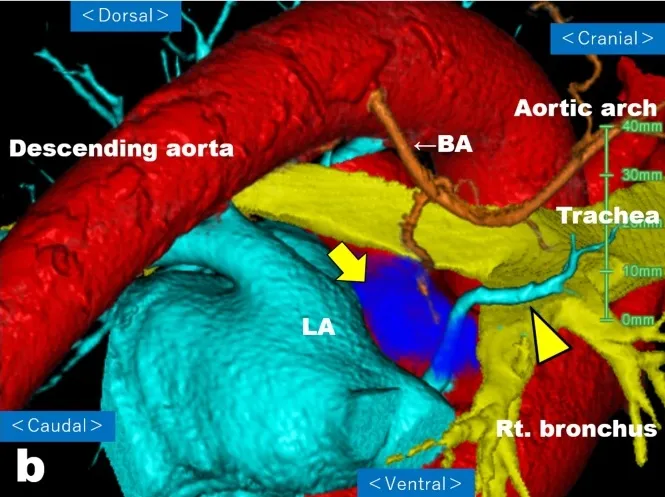 <Dorsal>
<Cranial>
Aortic arch
40mm
Descending aorta
←BA
30mm
Trachea
20mm
10mm
LA
0mm
<Caudal>
Rt. bronchus
b
<Ventral>